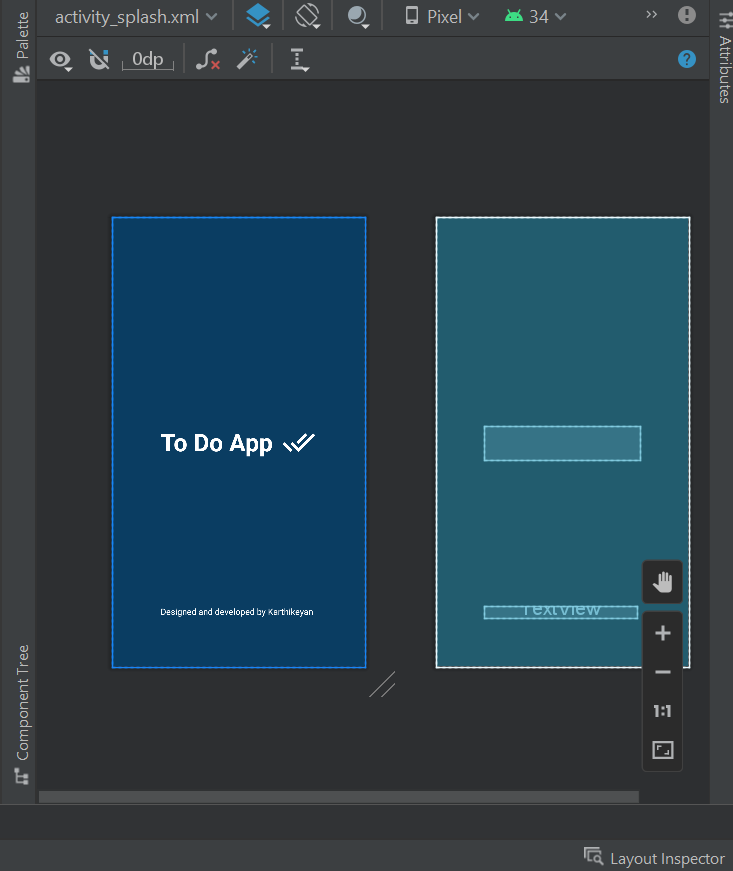 activity_splash.xml
Pixel
34
Palette
Attributes
0dp
To Do App
TextView
Designed and developed by Karthikeyan
Component Tree
1:1
Layout Inspector